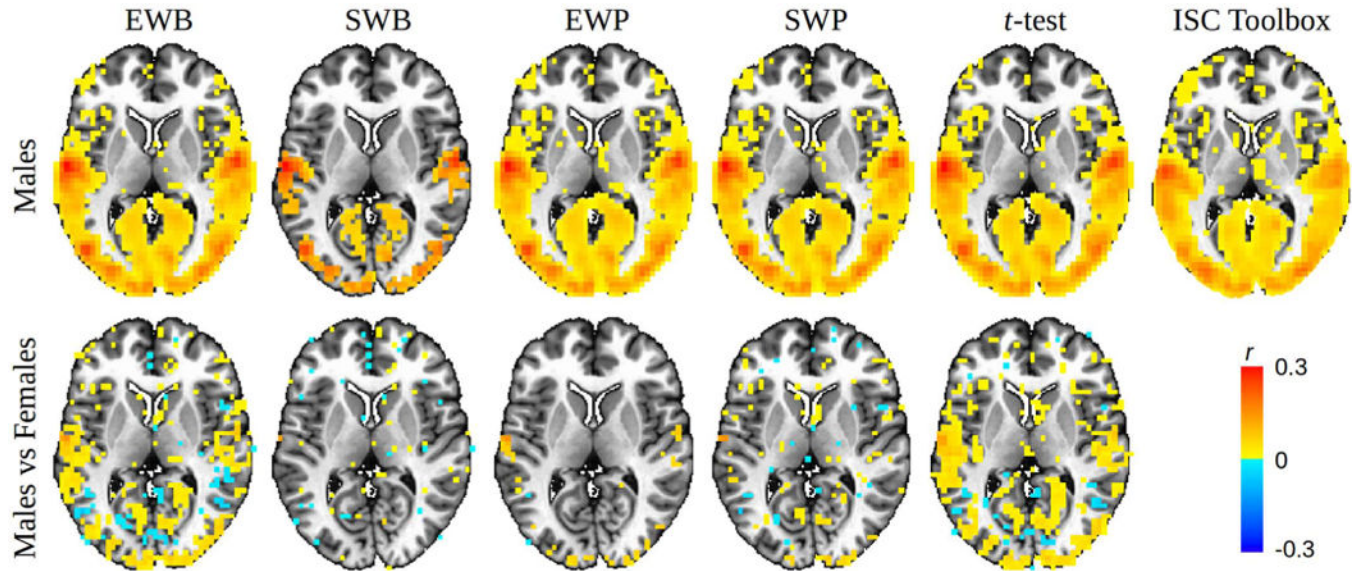 EWB SWB EWP SWP t-test ISC Toolbox
Males
Males vs Females
r
0.3
0
-0.3